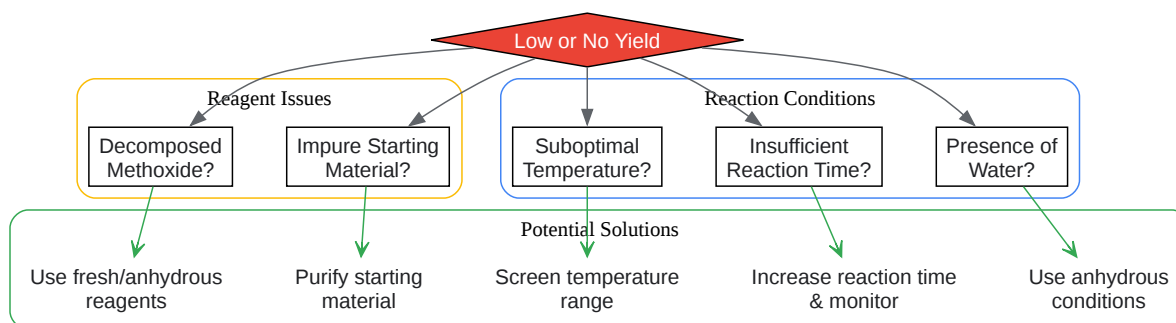 Low or No Yield
Reagent Issues
Reaction Conditions
Decomposed
Methoxide?
Impure Starting
Material?
Suboptimal
Temperature?
Insufficient
Reaction Time?
Presence of
Water?
Potential Solutions
Use fresh/anhydrous
reagents
Purify starting
material
Screen temperature
range
Increase reaction time
& monitor
Use anhydrous
conditions